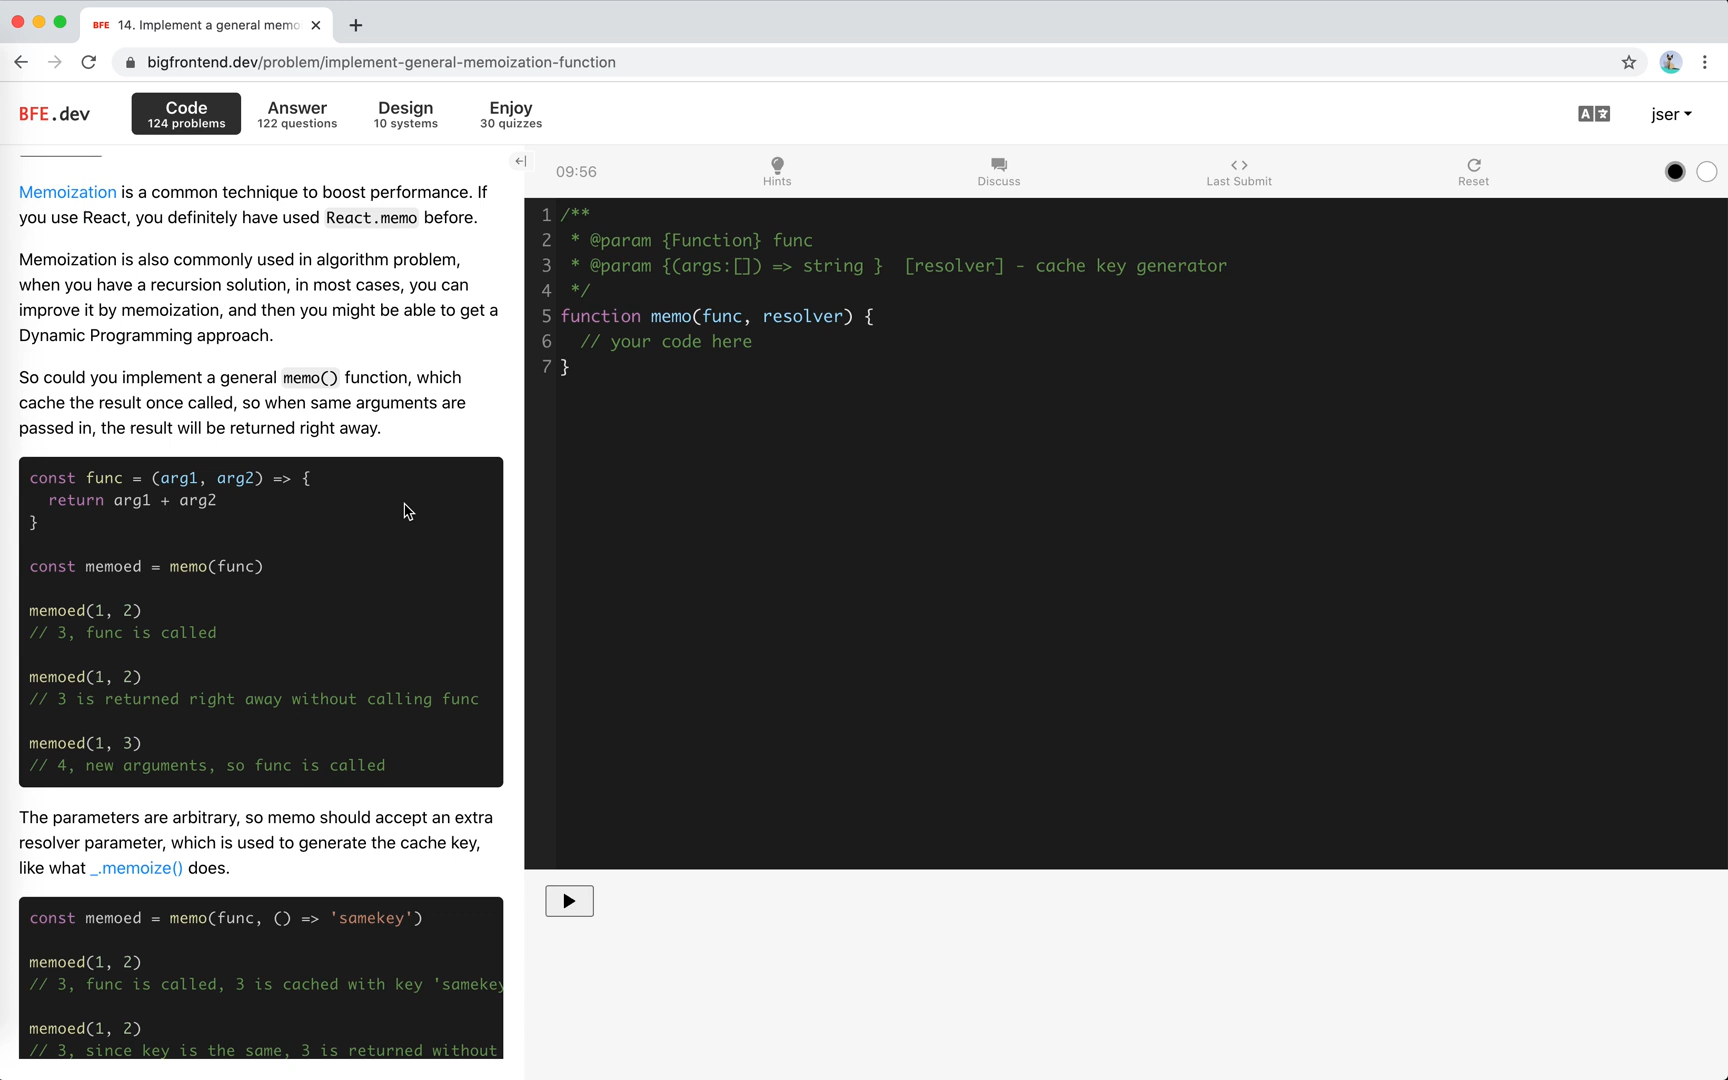 BFE 14. Implement a general memo
bigfrontend.dev/problem/implement-general-memoization-function
BFE.dev
Code
124 problems
Answer
122 questions
Design
10 systems
Enjoy
30 quizzes
A 文
jser
Memoization is a common technique to boost performance. If
you use React, you definitely have used React.memo before.
Memoization is also commonly used in algorithm problem,
when you have a recursion solution, in most cases, you can
improve it by memoization, and then you might be able to get a
Dynamic Programming approach.
So could you implement a general memo() function, which
cache the result once called, so when same arguments are
passed in, the result will be returned right away.
const func = (arg1, arg2) => {
  return arg1 + arg2
}
const memoed = memo(func)
memoed(1, 2)
// 3, func is called
memoed(1, 2)
// 3 is returned right away without calling func
memoed(1, 3)
// 4, new arguments, so func is called
The parameters are arbitrary, so memo should accept an extra
resolver parameter, which is used to generate the cache key,
like what _.memoize() does.
const memoed = memo(func, () => 'samekey')
memoed(1, 2)
// 3, func is called, 3 is cached with key 'samekey
memoed(1, 2)
// 3, since key is the same, 3 is returned without
09:56
Hints
Discuss
Last Submit
Reset
1 /**
2  * @param {Function} func
3  * @param {(args:[]) => string }  [resolver] - cache key generator
4  */
5 function memo(func, resolver) {
6   // your code here
7 }